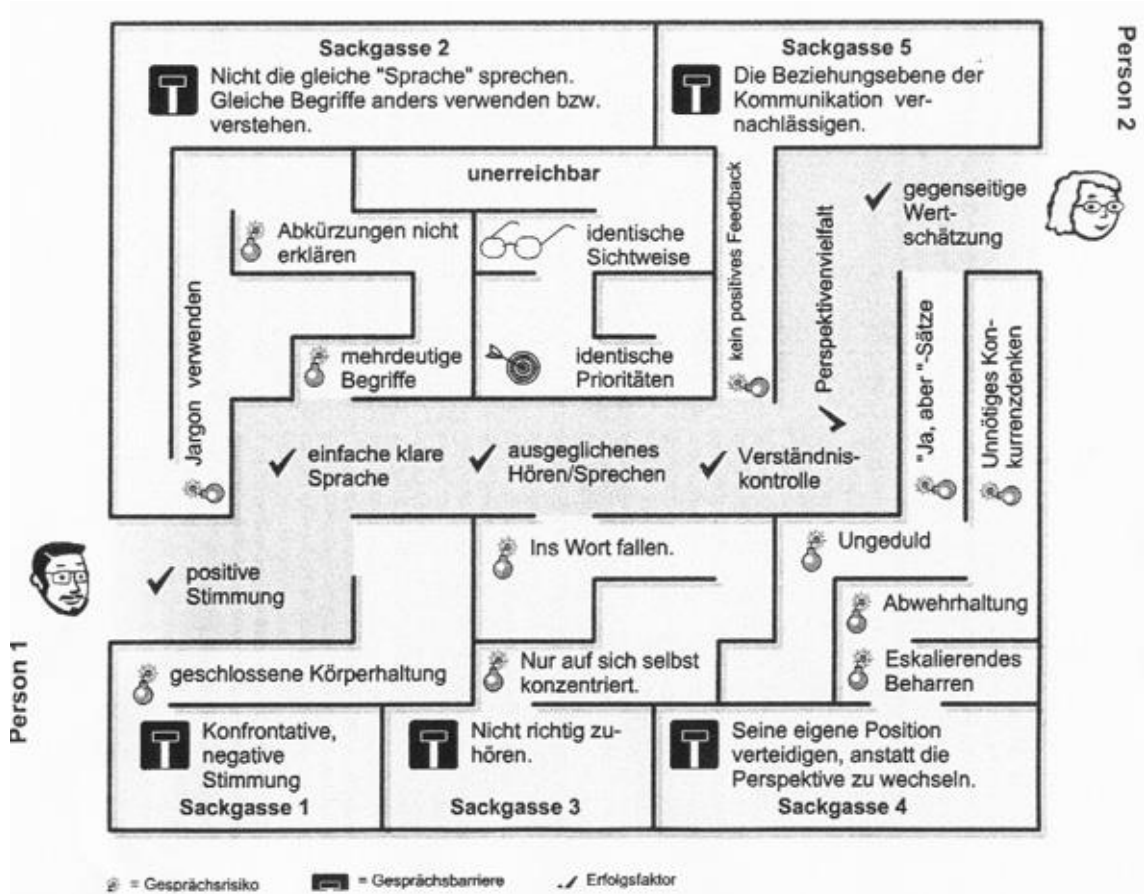 Sackgasse 2
Nicht die gleiche "Sprache" sprechen.
Gleiche Begriffe anders verwenden bzw.
verstehen.
Sackgasse 5
Die Beziehungsebene der
Kommunikation ver-
nachlässigen.
Person 2
unerreichbar
Abkürzungen nicht
erklären
identische
Sichtweise
kein positives Feedback
Perspektivenvielfalt
gegenseitige
Wert-
schätzung
Jargon verwenden
mehrdeutige
Begriffe
identische
Prioritäten
"Ja, aber"-Sätze
Unnötiges Kon-
kurrenzdenken
einfache klare
Sprache
ausgeglichenes
Hören/Sprechen
Verständnis-
kontrolle
positive
Stimmung
Ins Wort fallen.
Ungeduld
Abwehrhaltung
Person 1
geschlossene Körperhaltung
Nur auf sich selbst
konzentriert.
Eskalierendes
Beharren
Konfrontative,
negative
Stimmung
Sackgasse 1
Nicht richtig zu-
hören.
Sackgasse 3
Seine eigene Position
verteidigen, anstatt die
Perspektive zu wechseln.
Sackgasse 4
= Gesprächsrisiko
= Gesprächsbarriere
Erfolgsfaktor